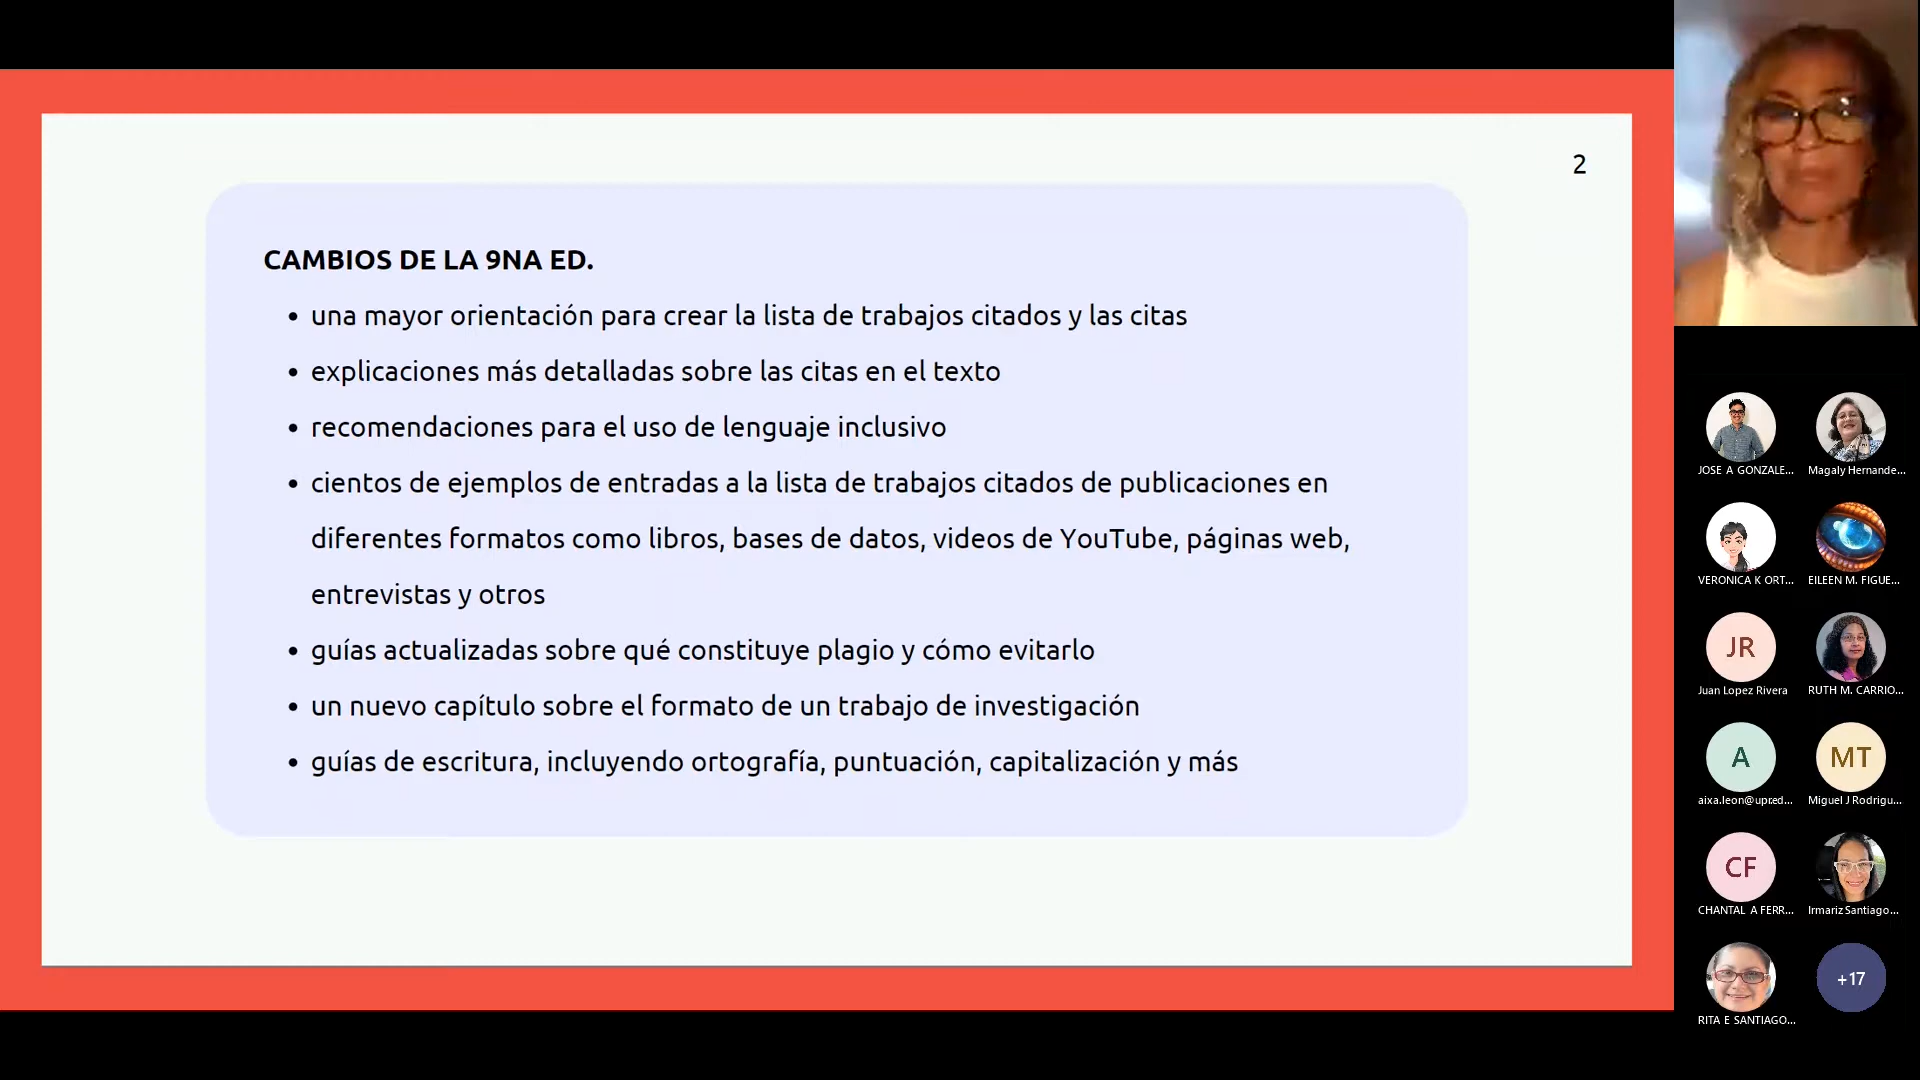 2
CAMBIOS DE LA 9NA ED.
• una mayor orientación para crear la lista de trabajos citados y las citas
• explicaciones más detalladas sobre las citas en el texto
• recomendaciones para el uso de lenguaje inclusivo
• cientos de ejemplos de entradas a la lista de trabajos citados de publicaciones en
diferentes formatos como libros, bases de datos, videos de YouTube, páginas web,
entrevistas y otros
• guías actualizadas sobre qué constituye plagio y cómo evitarlo
• un nuevo capítulo sobre el formato de un trabajo de investigación
• guías de escritura, incluyendo ortografía, puntuación, capitalización y más
JOSE A GONZALE...
Magaly Hernande...
VERONICA K ORT...
EILEEN M. FIGUE...
JR
Juan Lopez Rivera
RUTH M. CARRIO...
A
aixa.leon@upr.ed...
MT
Miguel J Rodrigu...
CF
CHANTAL A FERR...
Irmariz Santiago...
RITA E SANTIAGO...
+17